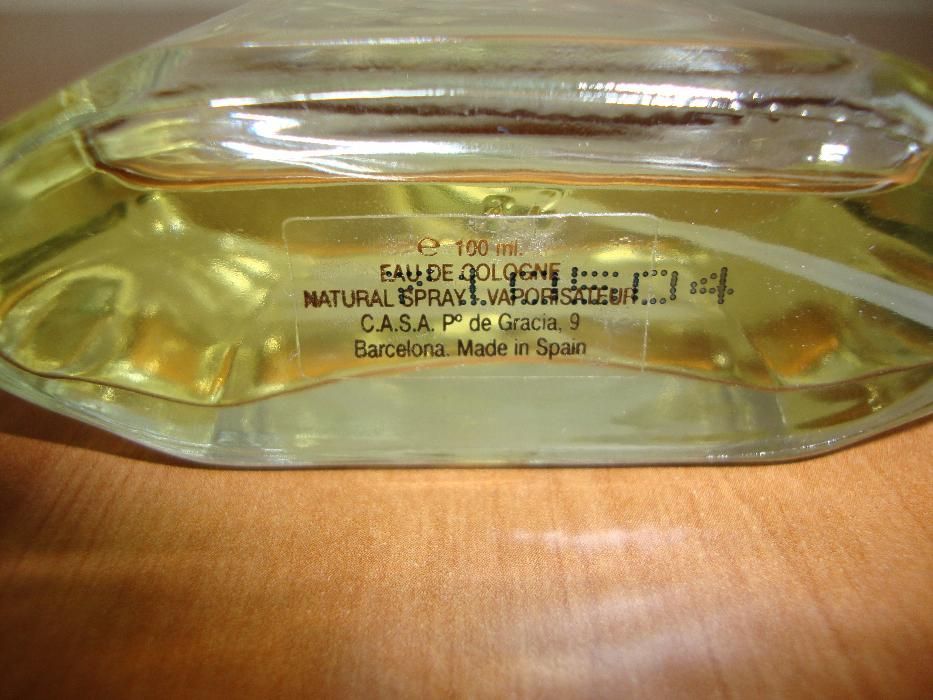 ℮ 100 ml.
EAU DE COLOGNE
NATURAL SPRAY VAPORISATEUR
C.A.S.A. Pº de Gracia, 9
Barcelona. Made in Spain